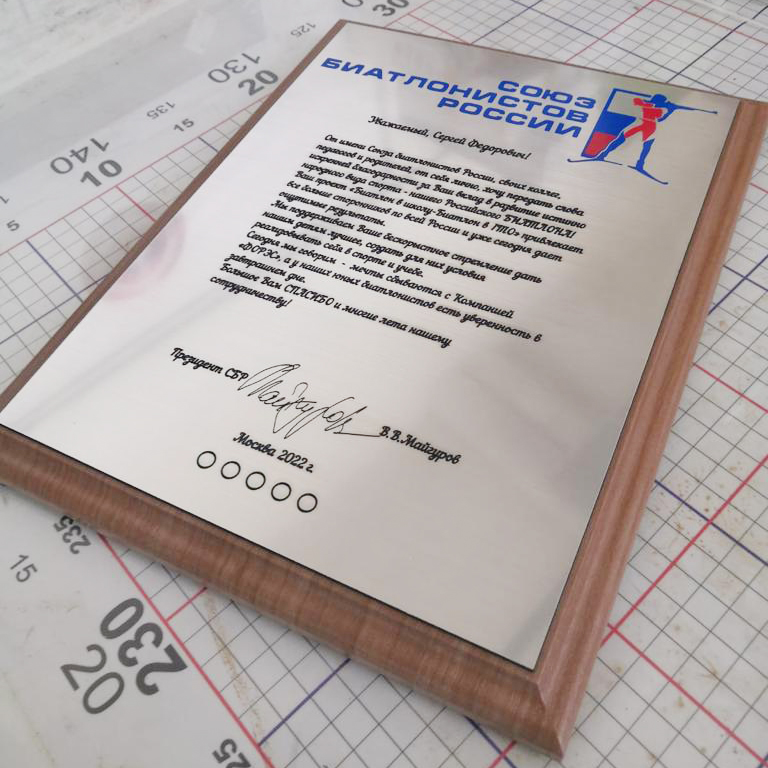 СОЮЗ
БИАТЛОНИСТОВ
РОССИИ
Уважаемый, Сергей Федорович!
От имени Союза биатлонистов России, своих коллег,
педагогов и родителей, от себя лично, хочу передать слова
искренней благодарности за Ваш вклад в развитие истинно
народного вида спорта - нашего Российского БИАТЛОНА!
Ваш проект «Биатлон в школу-Биатлон в ГТО» привлекает
все больше сторонников по всей России и уже сегодня дает
ощутимые результаты.
Мы поддерживаем Ваше бескорыстное стремление дать
нашим детям лучшее, создать для них условия
реализовывать себя в спорте и учебе.
Сегодня мы говорим - мечты сбываются с Компанией
«ФОРЭС», а у наших юных биатлонистов есть уверенность в
завтрашнем дне.
Большое Вам СПАСИБО и многие лета нашему
сотрудничеству!
Президент СБР
В.В.Майгуров
Москва 2022 г.
30
125
130
20
135
15
140
10
5
235
15
230
20
225
25